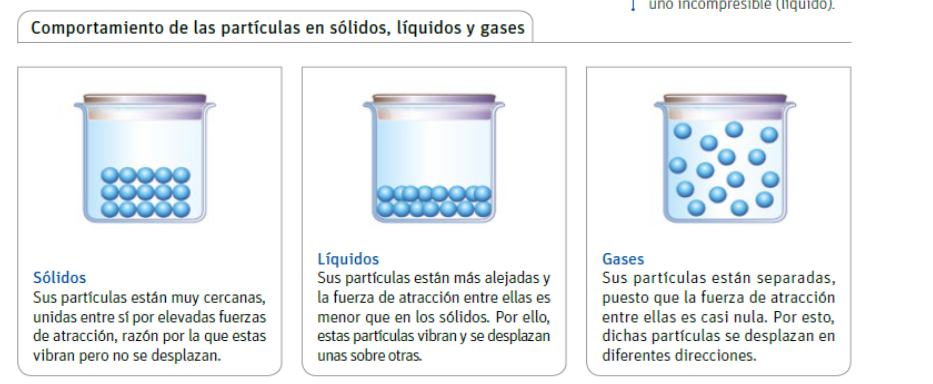 uno incompresible (líquido).
Comportamiento de las partículas en sólidos, líquidos y gases
Sólidos
Sus partículas están muy cercanas,
unidas entre sí por elevadas fuerzas
de atracción, razón por la que estas
vibran pero no se desplazan.
Líquidos
Sus partículas están más alejadas y
la fuerza de atracción entre ellas es
menor que en los sólidos. Por ello,
estas partículas vibran y se desplazan
unas sobre otras.
Gases
Sus partículas están separadas,
puesto que la fuerza de atracción
entre ellas es casi nula. Por esto,
dichas partículas se desplazan en
diferentes direcciones.